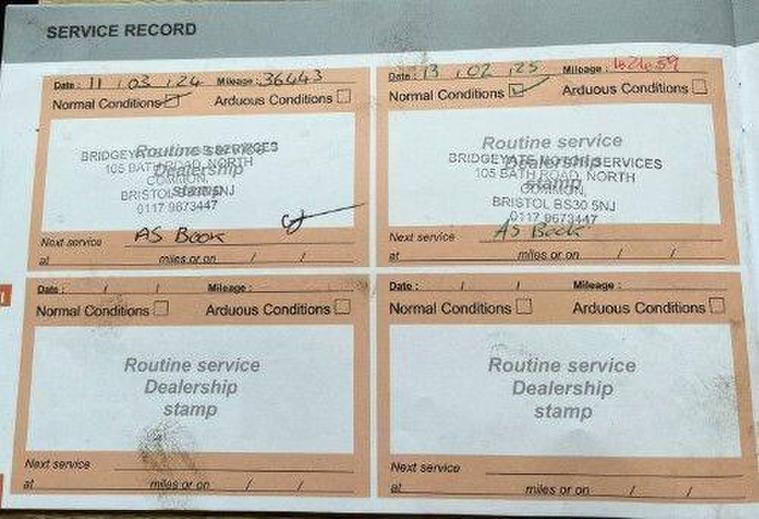 SERVICE RECORD
Date : 11 / 03 / 24 Mileage : 36443
Normal Conditions Arduous Conditions
Routine service
Dealership
stamp
BRIDGEYATE SERVICES
105 BATH ROAD, NORTH
COMMON,
BRISTOL 5NJ
0117 9673447
Next service AS BOOK
at miles or on / /
Date : 13 / 02 / 25 Mileage :
Normal Conditions Arduous Conditions
Routine service
Dealership
stamp
BRIDGEYATE SERVICES
105 BATH ROAD, NORTH
COMMON,
BRISTOL BS30 5NJ
0117 9673447
Next service AS BOOK
at miles or on / /
Date : / / Mileage :
Normal Conditions Arduous Conditions
Routine service
Dealership
stamp
Next service
at miles or on / /
Date : / / Mileage :
Normal Conditions Arduous Conditions
Routine service
Dealership
stamp
Next service
at miles or on / /